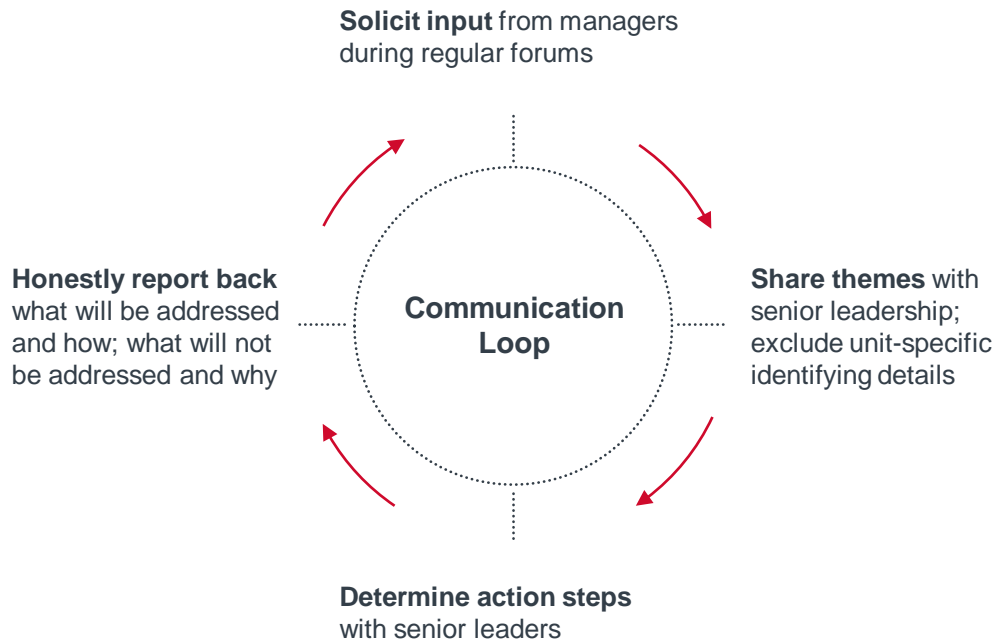 Solicit input from managers
during regular forums
Honestly report back
what will be addressed
and how; what will not
be addressed and why
Communication
Loop
Share themes with
senior leadership;
exclude unit-specific
identifying details
Determine action steps
with senior leaders